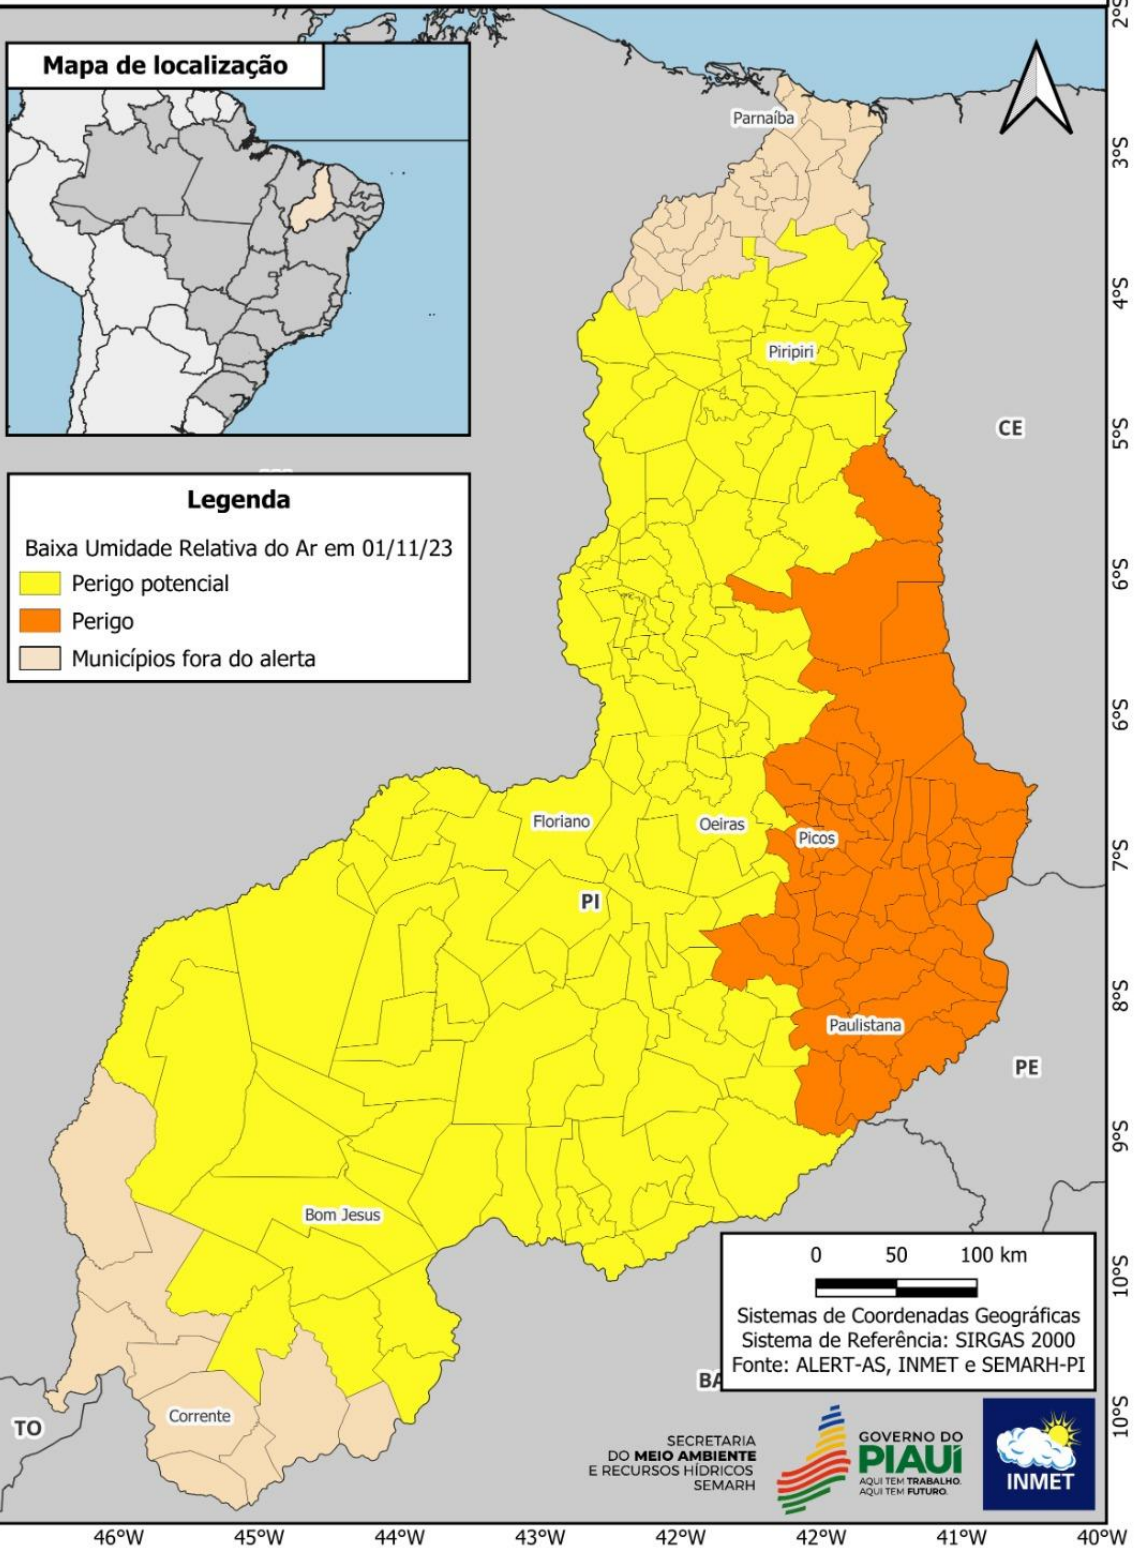 Mapa de localização
Parnaíba
Piripiri
CE
Legenda
Baixa Umidade Relativa do Ar em 01/11/23
Perigo potencial
Perigo
Municípios fora do alerta
Floriano
Oeiras
Picos
PI
Paulistana
PE
Bom Jesus
Corrente
TO
BA
0 50 100 km
Sistemas de Coordenadas Geográficas
Sistema de Referência: SIRGAS 2000
Fonte: ALERT-AS, INMET e SEMARH-PI
SECRETARIA
DO MEIO AMBIENTE
E RECURSOS HÍDRICOS
SEMARH
GOVERNO DO
PIAUÍ
AQUI TEM TRABALHO.
AQUI TEM FUTURO.
INMET
2°S
3°S
4°S
5°S
6°S
6°S
7°S
8°S
9°S
10°S
10°S
46°W 45°W 44°W 43°W 42°W 42°W 41°W 40°W